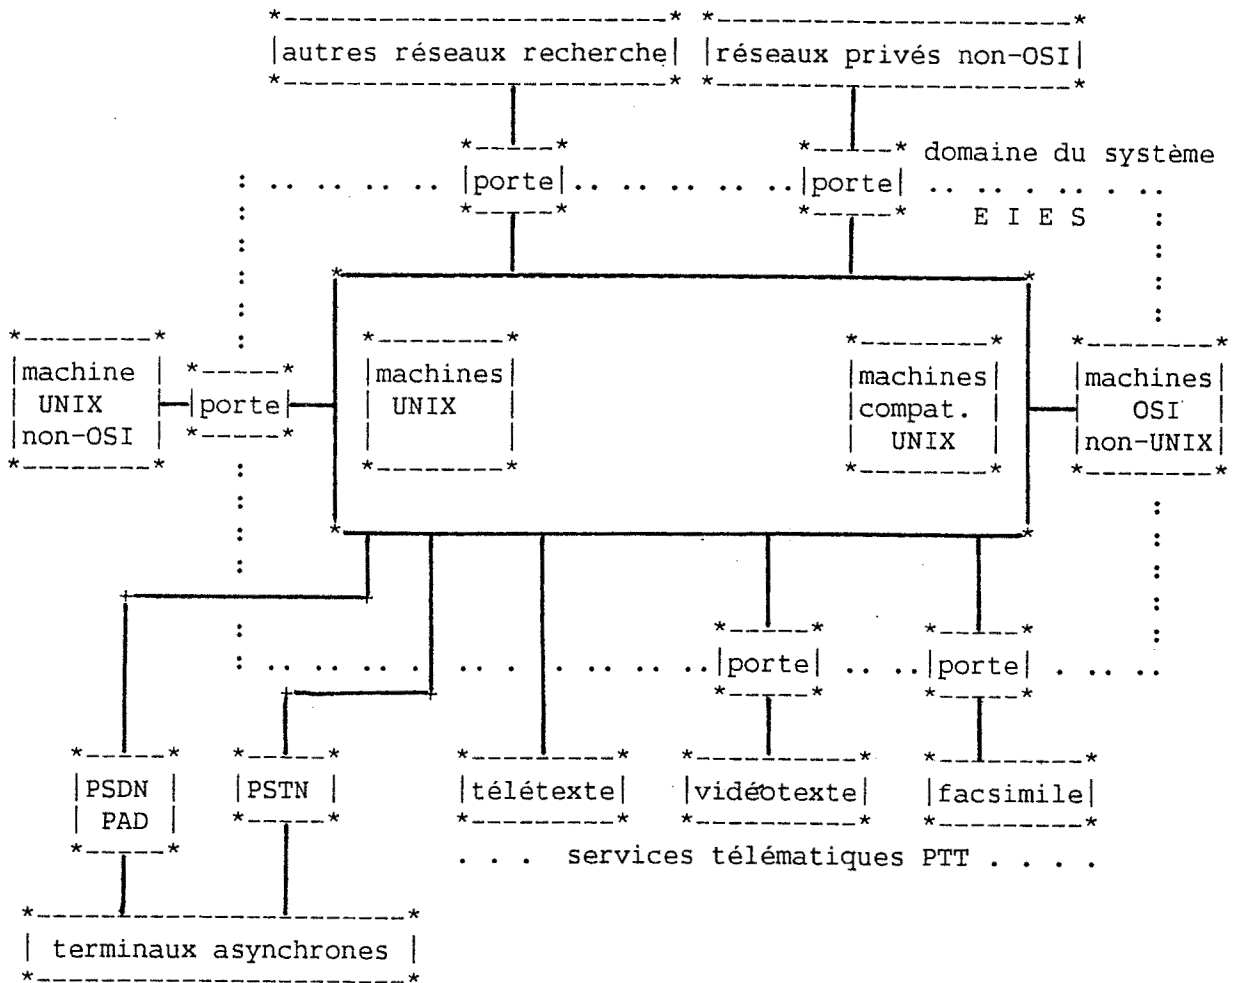 autres réseaux recherche
réseaux privés non-OSI
domaine du système
porte
porte
E I E S
machine
UNIX
non-OSI
porte
machines
UNIX
machines
compat.
UNIX
machines
OSI
non-UNIX
porte
porte
PSDN
PAD
PSTN
télétexte
vidéotexte
facsimile
. . . services télématiques PTT . . . .
terminaux asynchrones